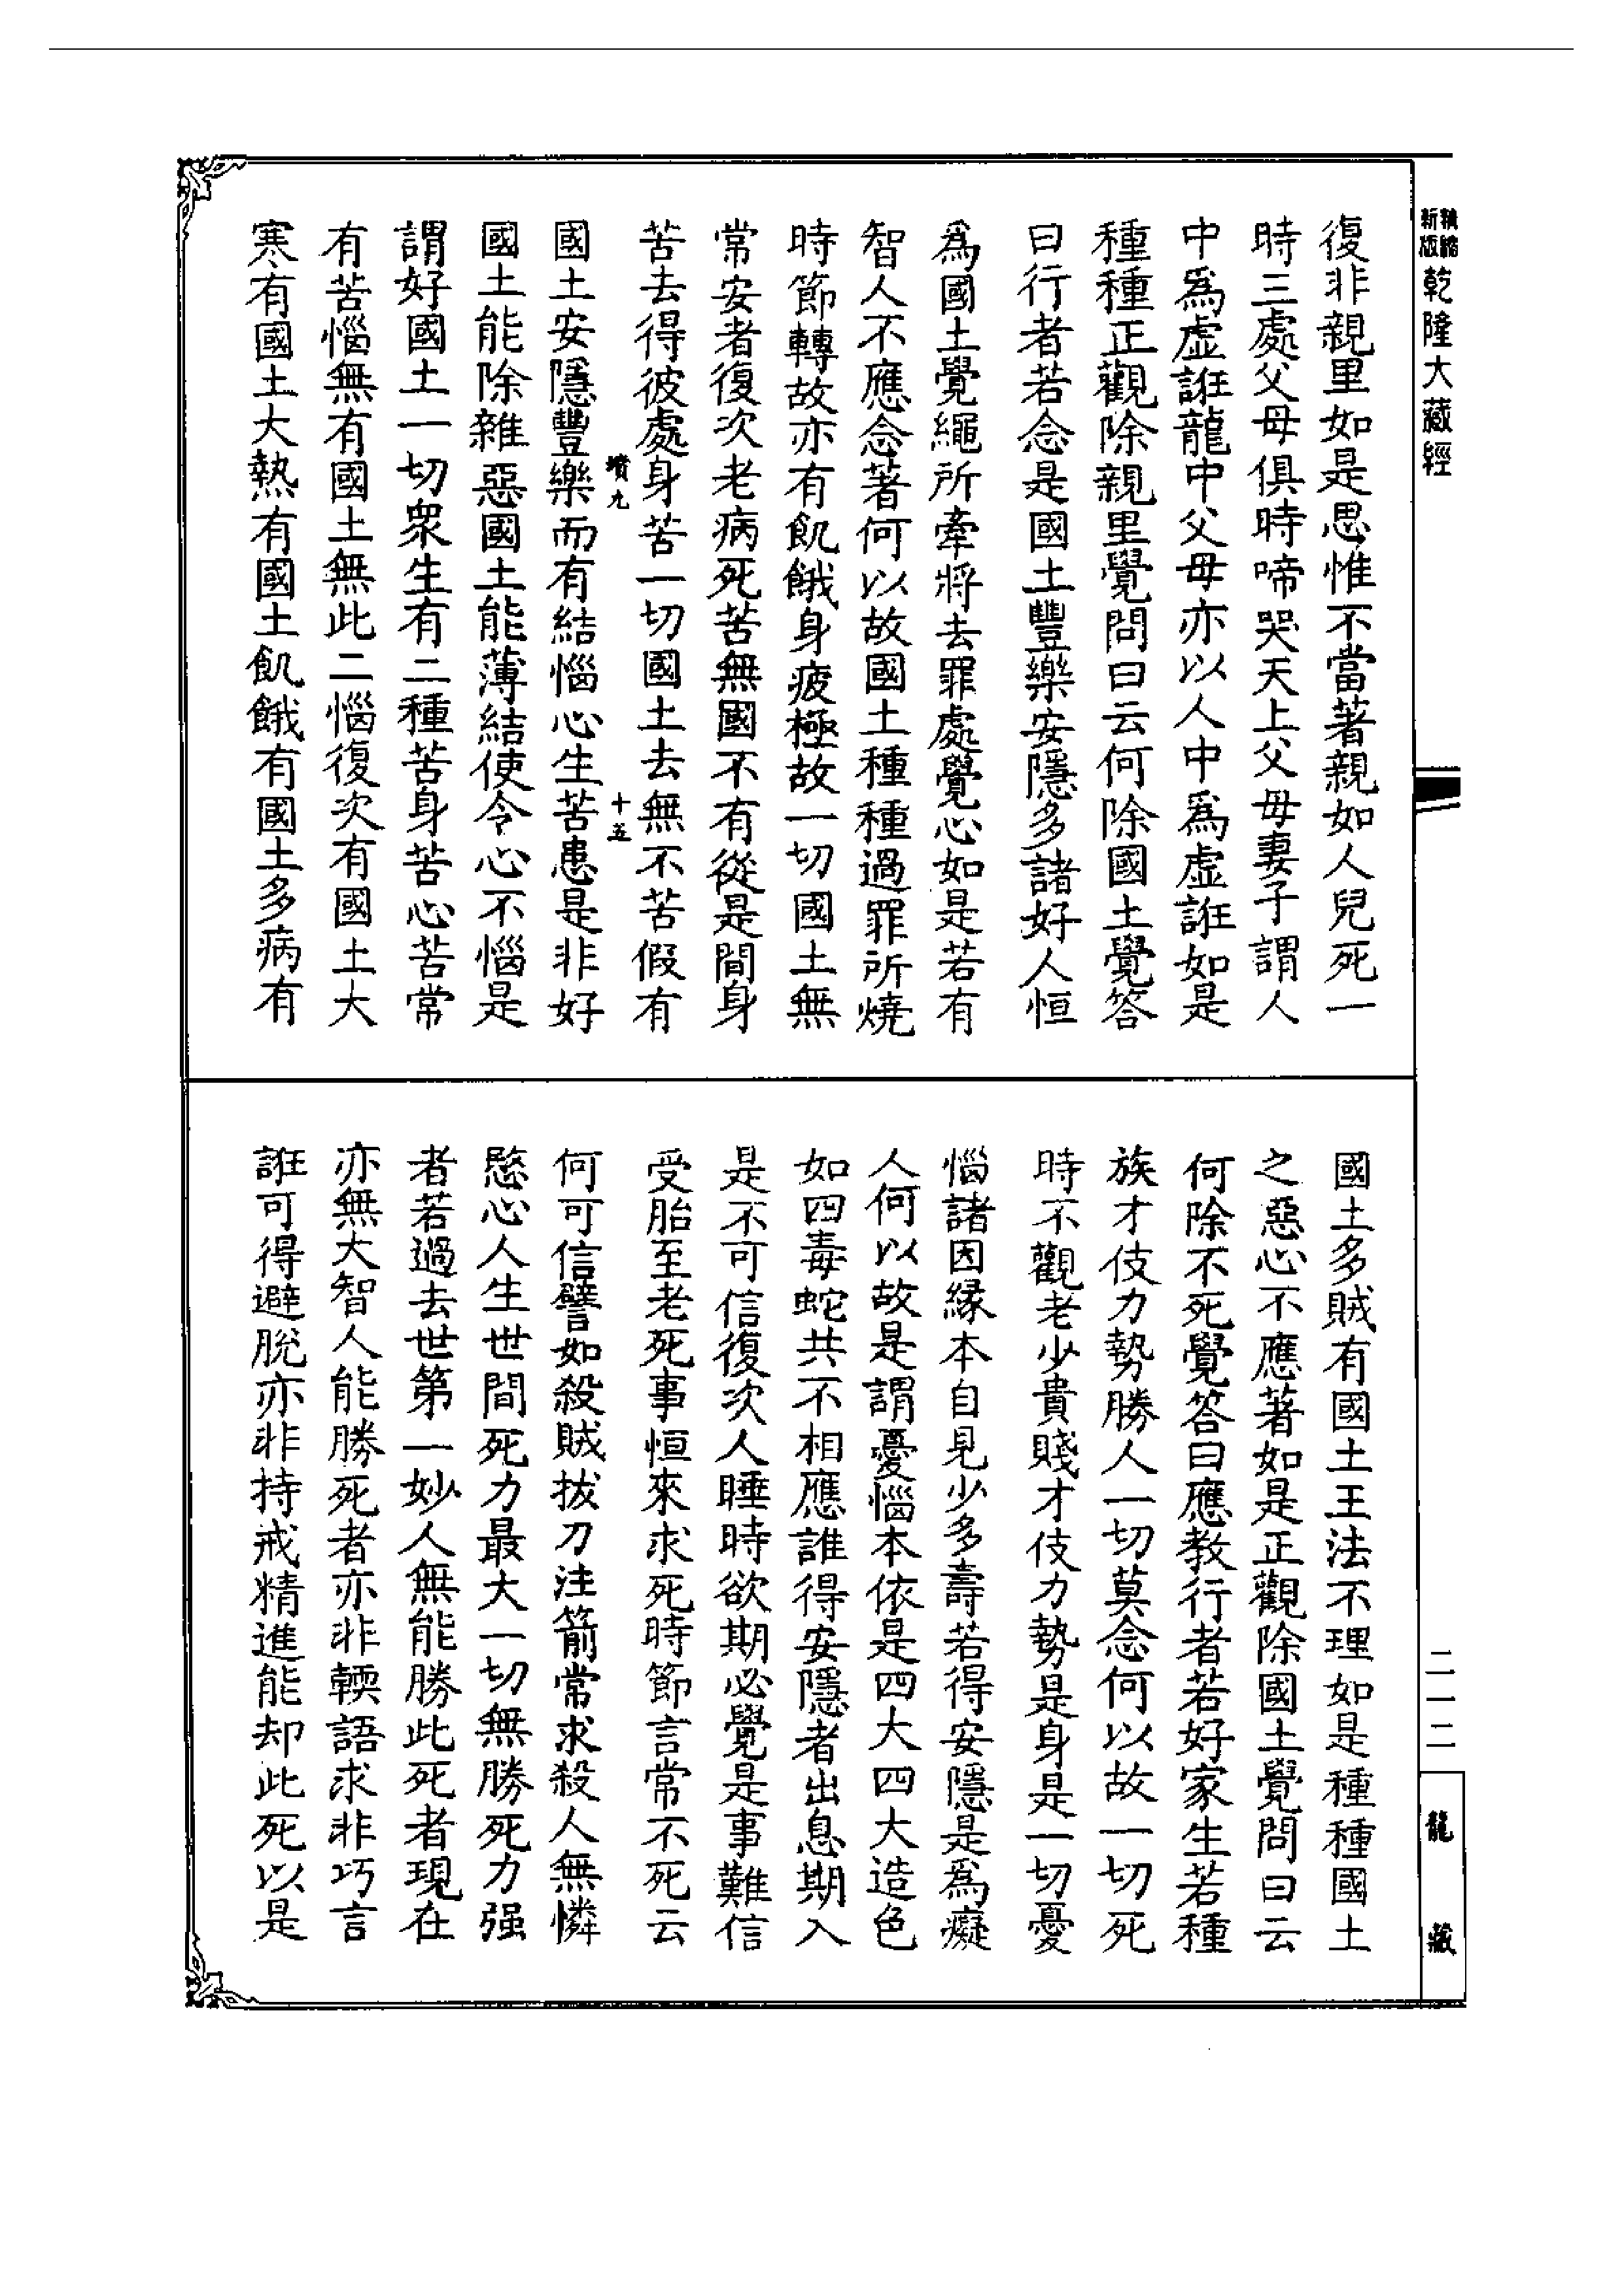 精縮新版乾隆大藏經
復非親里如是思惟不當著親如人兒死一
時三處父母俱時啼哭天上父母妻子謂人
中爲虛誑龍中父母亦以人中爲虛誑如是
種種正觀除親里覺問曰云何除國土覺答
曰行者若念是國土豐樂安隱多諸好人恒
爲國土覺繩所牽將去罪處覺心如是若有
智人不應念著何以故國土種種過罪所燒
時節轉故亦有飢餓身疲極故一切國土無
常安者復次老病死苦無國不有從是間身
苦去得彼處身苦一切國土去無不苦假有
墳九 十五
國土安隱豐樂而有結惱心生苦患是非好
國土能除雜惡國土能薄結使令心不惱是
謂好國土一切眾生有二種苦身苦心苦常
有苦惱無有國土無此二惱復次有國土大
寒有國土大熱有國土飢餓有國土多病有
國土多賊有國土王法不理如是種種國土
之惡心不應著如是正觀除國土覺問曰云
何除不死覺答曰應教行者若好家生若種
族才伎力勢勝人一切莫念何以故一切死
時不觀老少貴賤才伎力勢是身是一切憂
惱諸因緣本自見少多壽若得安隱是爲癡
人何以故是謂憂惱本依是四大四大造色
如四毒蛇共不相應誰得安隱者出息期入
是不可信復次人睡時欲期必覺是事難信
受胎至老死事恒來求死時節言常不死云
何可信譬如殺賊拔刀注箭常求殺人無憐
愍心人生世間死力最大一切無勝死力强
者若過去世第一妙人無能勝此死者現在
亦無大智人能勝死者亦非輭語求非巧言
誑可得避脫亦非持戒精進能却此死以是
二一二
龍藏